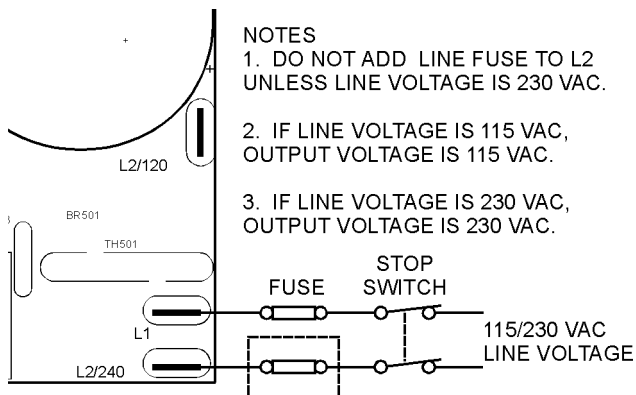 NOTES
1. DO NOT ADD LINE FUSE TO L2
UNLESS LINE VOLTAGE IS 230 VAC.
2. IF LINE VOLTAGE IS 115 VAC,
OUTPUT VOLTAGE IS 115 VAC.
3. IF LINE VOLTAGE IS 230 VAC,
OUTPUT VOLTAGE IS 230 VAC.
L2/120
BR501
TH501
FUSE
STOP
SWITCH
L1
115/230 VAC
LINE VOLTAGE
L2/240